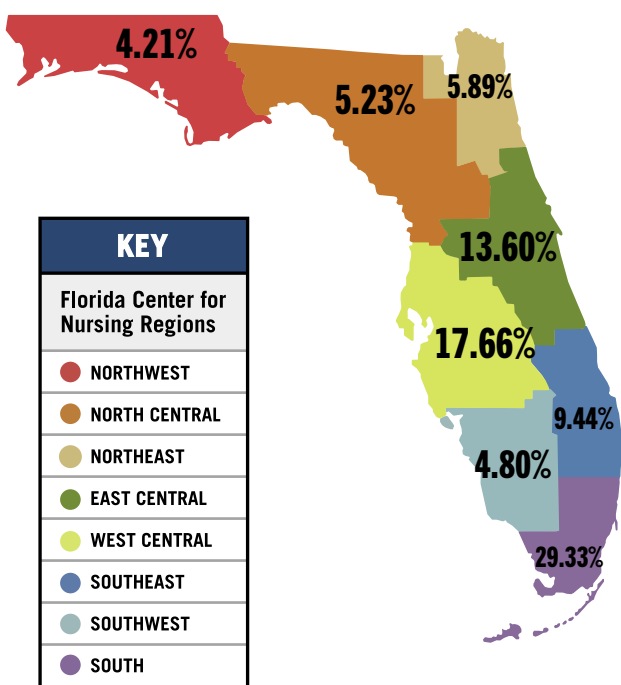 4.21%
5.23%
5.89%
13.60%
17.66%
9.44%
4.80%
29.33%
KEY
Florida Center for
Nursing Regions
NORTHWEST
NORTH CENTRAL
NORTHEAST
EAST CENTRAL
WEST CENTRAL
SOUTHEAST
SOUTHWEST
SOUTH